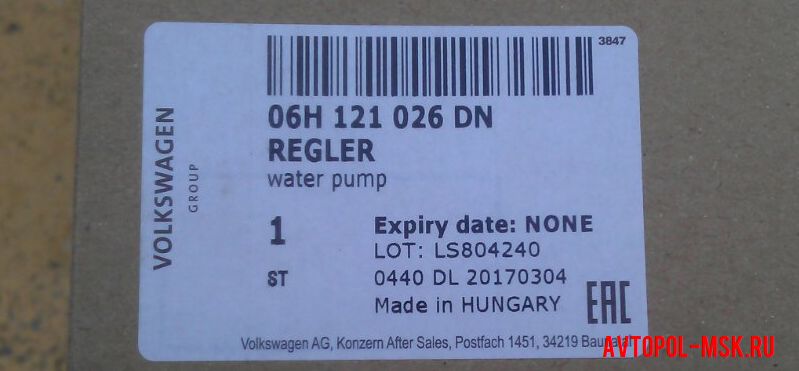 3847
06H 121 026 DN
REGLER
water pump
VOLKSWAGEN
GROUP
1
ST
Expiry date: NONE
LOT: LS804240
0440 DL 20170304
Made in HUNGARY
EAC
Volkswagen AG, Konzern After Sales, Postfach 1451, 34219 Baunatal
AVTOPOL-MSK.RU